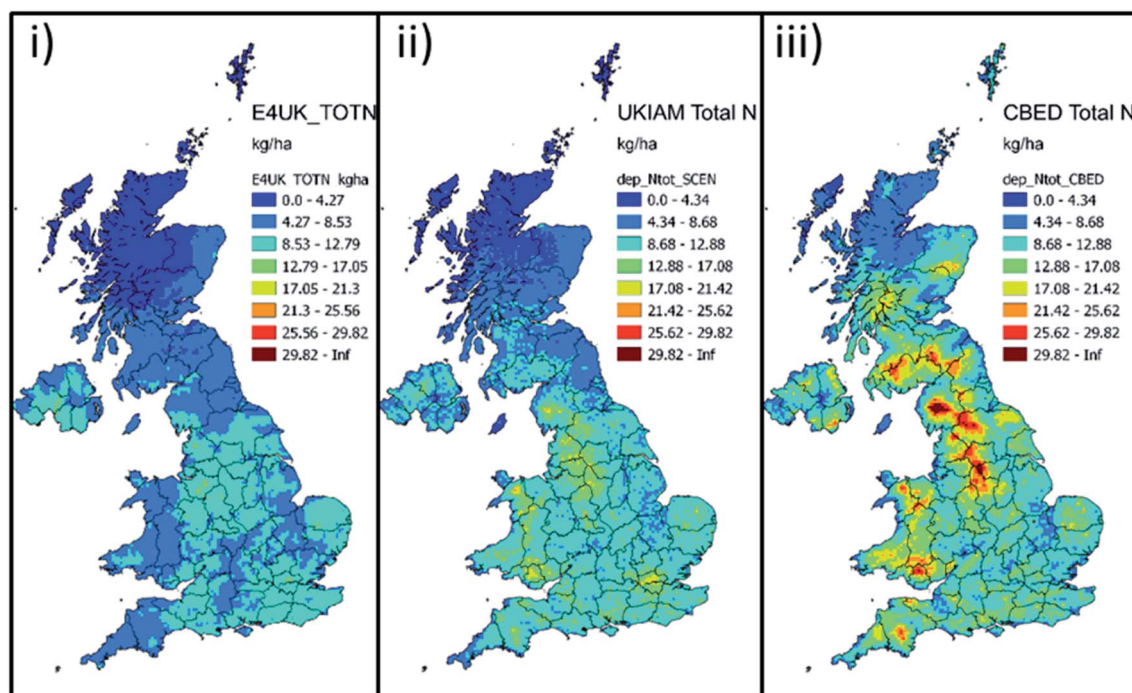 i)
E4UK_TOTN
kg/ha
E4UK_TOTN_kgha
0.0 - 4.27
4.27 - 8.53
8.53 - 12.79
12.79 - 17.05
17.05 - 21.3
21.3 - 25.56
25.56 - 29.82
29.82 - Inf
ii)
UKIAM Total N
kg/ha
dep_Ntot_SCEN
0.0 - 4.34
4.34 - 8.68
8.68 - 12.88
12.88 - 17.08
17.08 - 21.42
21.42 - 25.62
25.62 - 29.82
29.82 - Inf
iii)
CBED Total N
kg/ha
dep_Ntot_CBED
0.0 - 4.34
4.34 - 8.68
8.68 - 12.88
12.88 - 17.08
17.08 - 21.42
21.42 - 25.62
25.62 - 29.82
29.82 - Inf